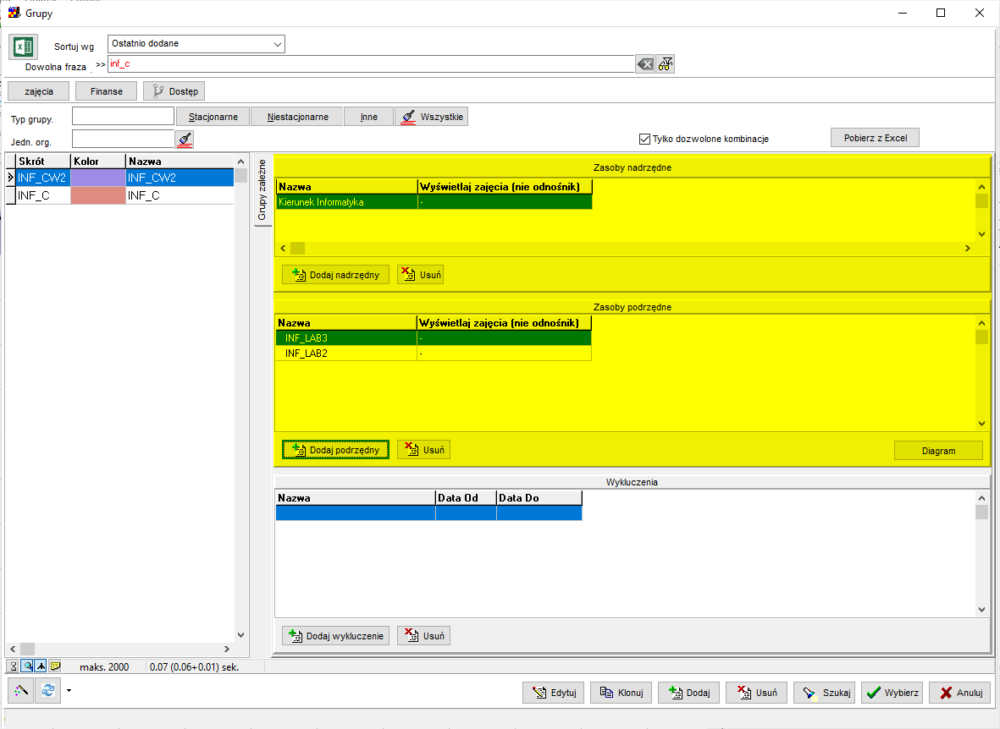 Grupy
Sortuj wg Ostatnio dodane
Dowolna fraza >> inf_c
zajęcia Finanse Dostęp
Typ grupy. Stacjonarne Niestacjonarne Inne Wszystkie
Jedn. org. Tylko dozwolone kombinacje Pobierz z Excel
Skrót Kolor Nazwa
INF_CW2 INF_CW2
INF_C INF_C
Grupy zależne
Zasoby nadrzędne
Nazwa Wyświetlaj zajęcia (nie odnośnik)
Kierunek Informatyka -
Dodaj nadrzędny Usuń
Zasoby podrzędne
Nazwa Wyświetlaj zajęcia (nie odnośnik)
INF_LAB3 -
INF_LAB2 -
Dodaj podrzędny Usuń Diagram
Wykluczenia
Nazwa Data Od Data Do
Dodaj wykluczenie Usuń
maks. 2000 0.07 (0.06+0.01) sek.
Edytuj Klonuj Dodaj Usuń Szukaj Wybierz Anuluj